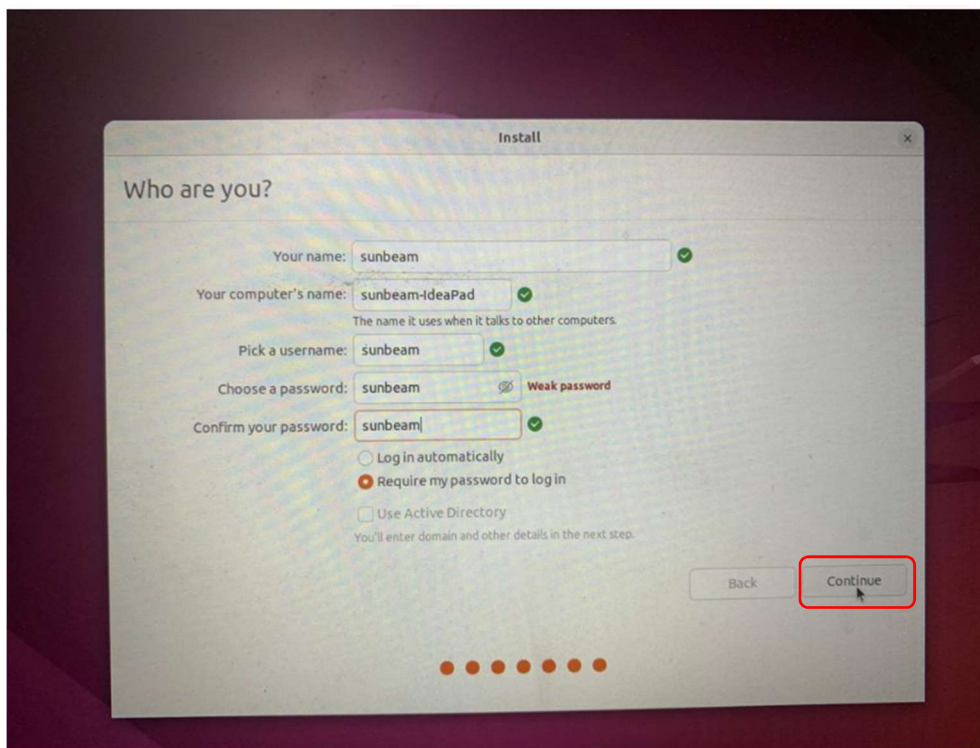 Install
Who are you?
Your name: sunbeam
Your computer's name: sunbeam-IdeaPad
The name it uses when it talks to other computers.
Pick a username: sunbeam
Choose a password: sunbeam Weak password
Confirm your password: sunbeam
Log in automatically
Require my password to log in
Use Active Directory
You'll enter domain and other details in the next step.
Back Continue